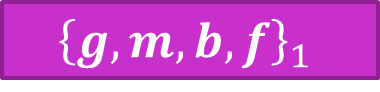 {g, m, b, f}₁